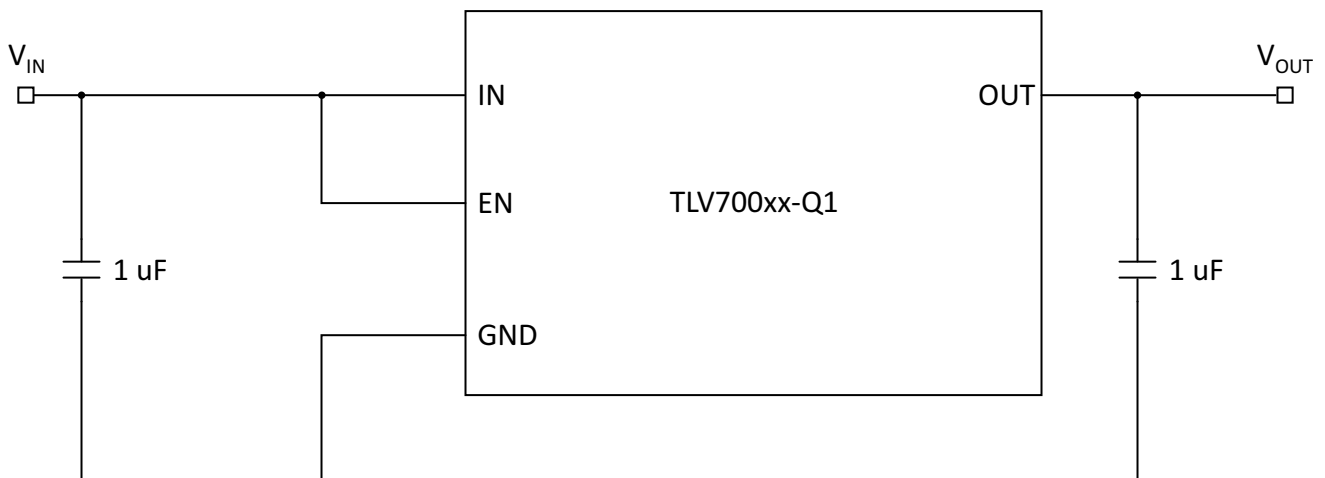 VIN
VOUT
IN
OUT
EN
TLV700xx-Q1
1 uF
1 uF
GND